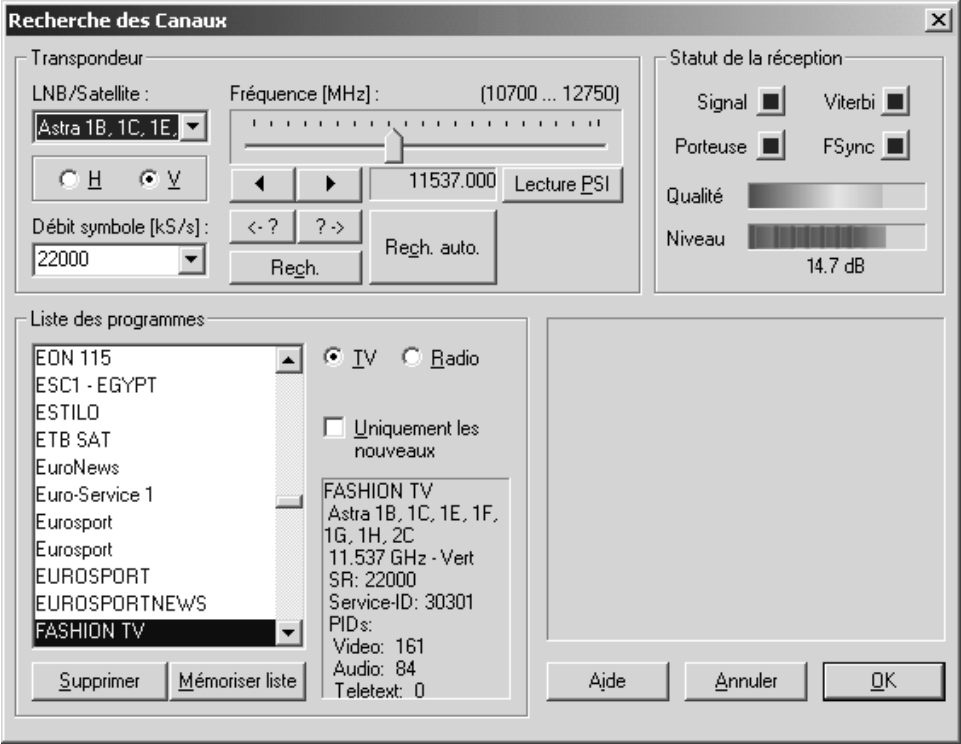 Recherche des Canaux
Transpondeur
LNB/Satellite :
Fréquence [MHz] :
(10700 ... 12750)
Astra 1B, 1C, 1E,
H
V
11537.000
Lecture PSI
Débit symbole [kS/s] :
<- ?
? ->
Rech. auto.
22000
Rech.
Statut de la réception
Signal
Viterbi
Porteuse
FSync
Qualité
Niveau
14.7 dB
Liste des programmes
EON 115
ESC1 - EGYPT
ESTILO
ETB SAT
EuroNews
Euro-Service 1
Eurosport
Eurosport
EUROSPORT
EUROSPORTNEWS
FASHION TV
TV
Radio
Uniquement les
nouveaux
FASHION TV
Astra 1B, 1C, 1E, 1F,
1G, 1H, 2C
11.537 GHz - Vert
SR: 22000
Service-ID: 30301
PIDs:
Video: 161
Audio: 84
Teletext: 0
Supprimer
Mémoriser liste
Aide
Annuler
OK